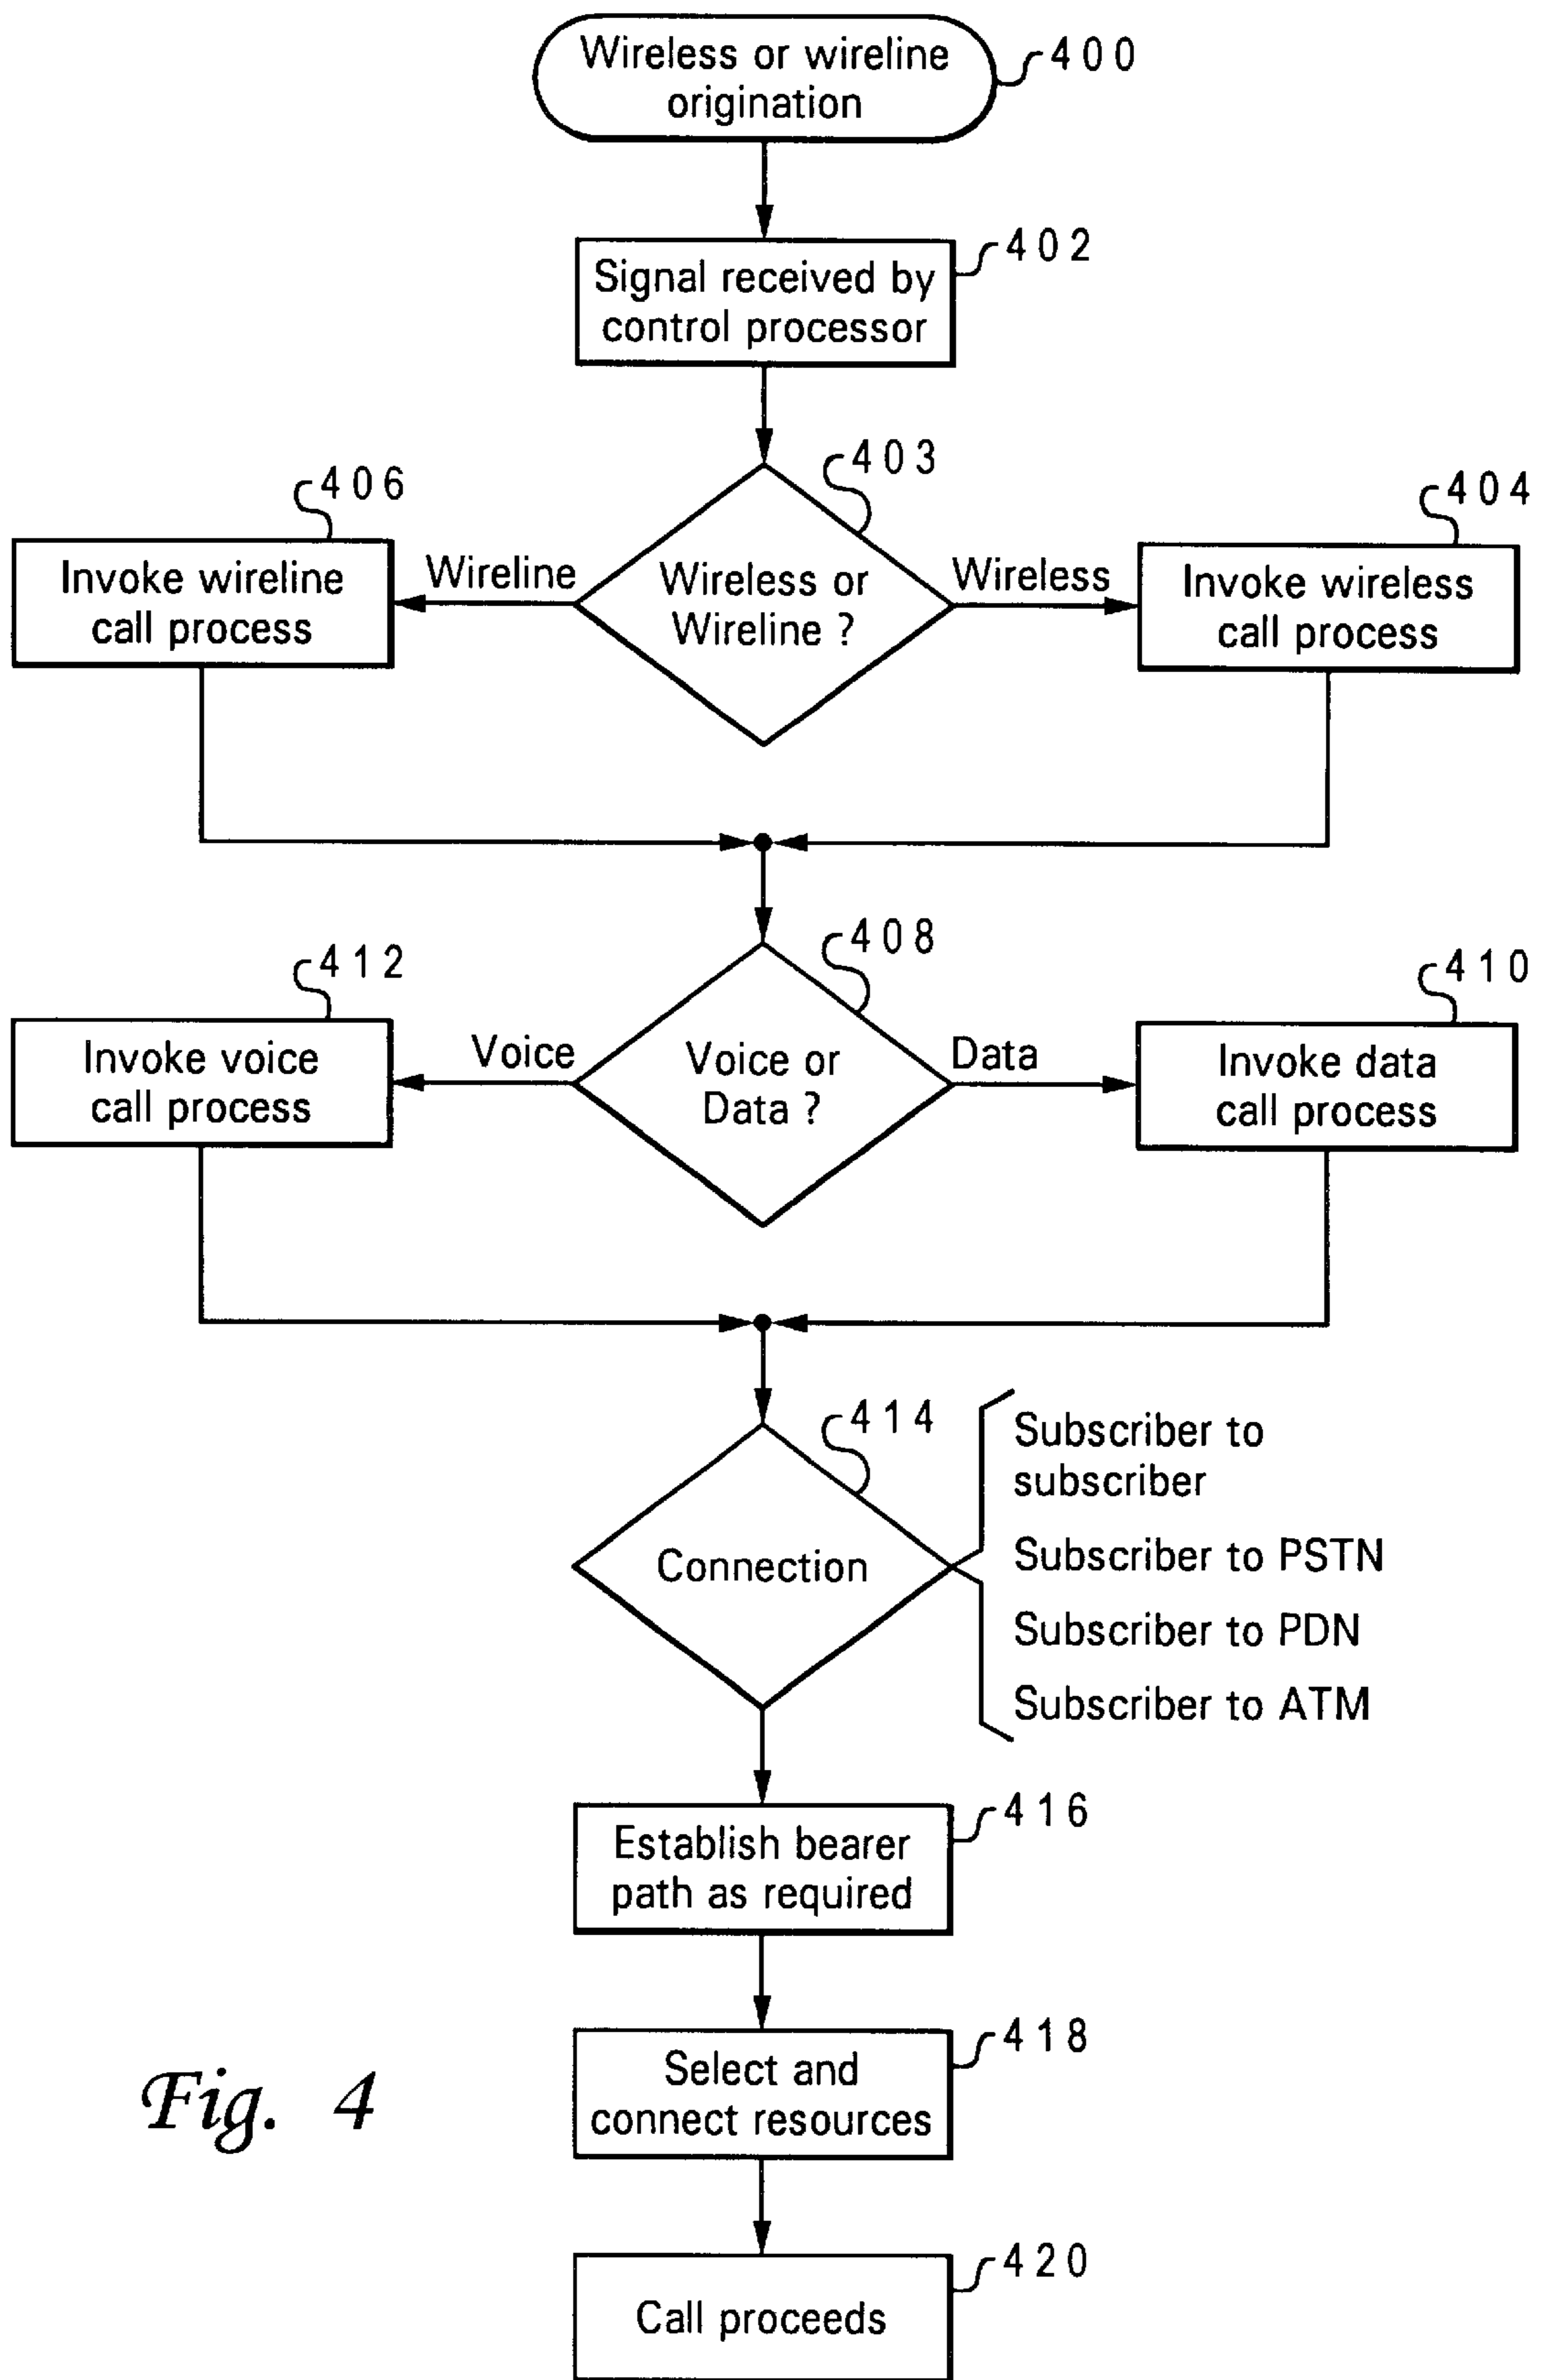 Wireless or wireline
origination
400
Signal received by
control processor
402
403
406
404
Invoke wireline
call process
Wireline
Wireless or
Wireline ?
Wireless
Invoke wireless
call process
408
412
410
Invoke voice
call process
Voice
Voice or
Data ?
Data
Invoke data
call process
414
Connection
Subscriber to
subscriber
Subscriber to PSTN
Subscriber to PDN
Subscriber to ATM
Establish bearer
path as required
416
Select and
connect resources
418
Fig. 4
Call proceeds
420